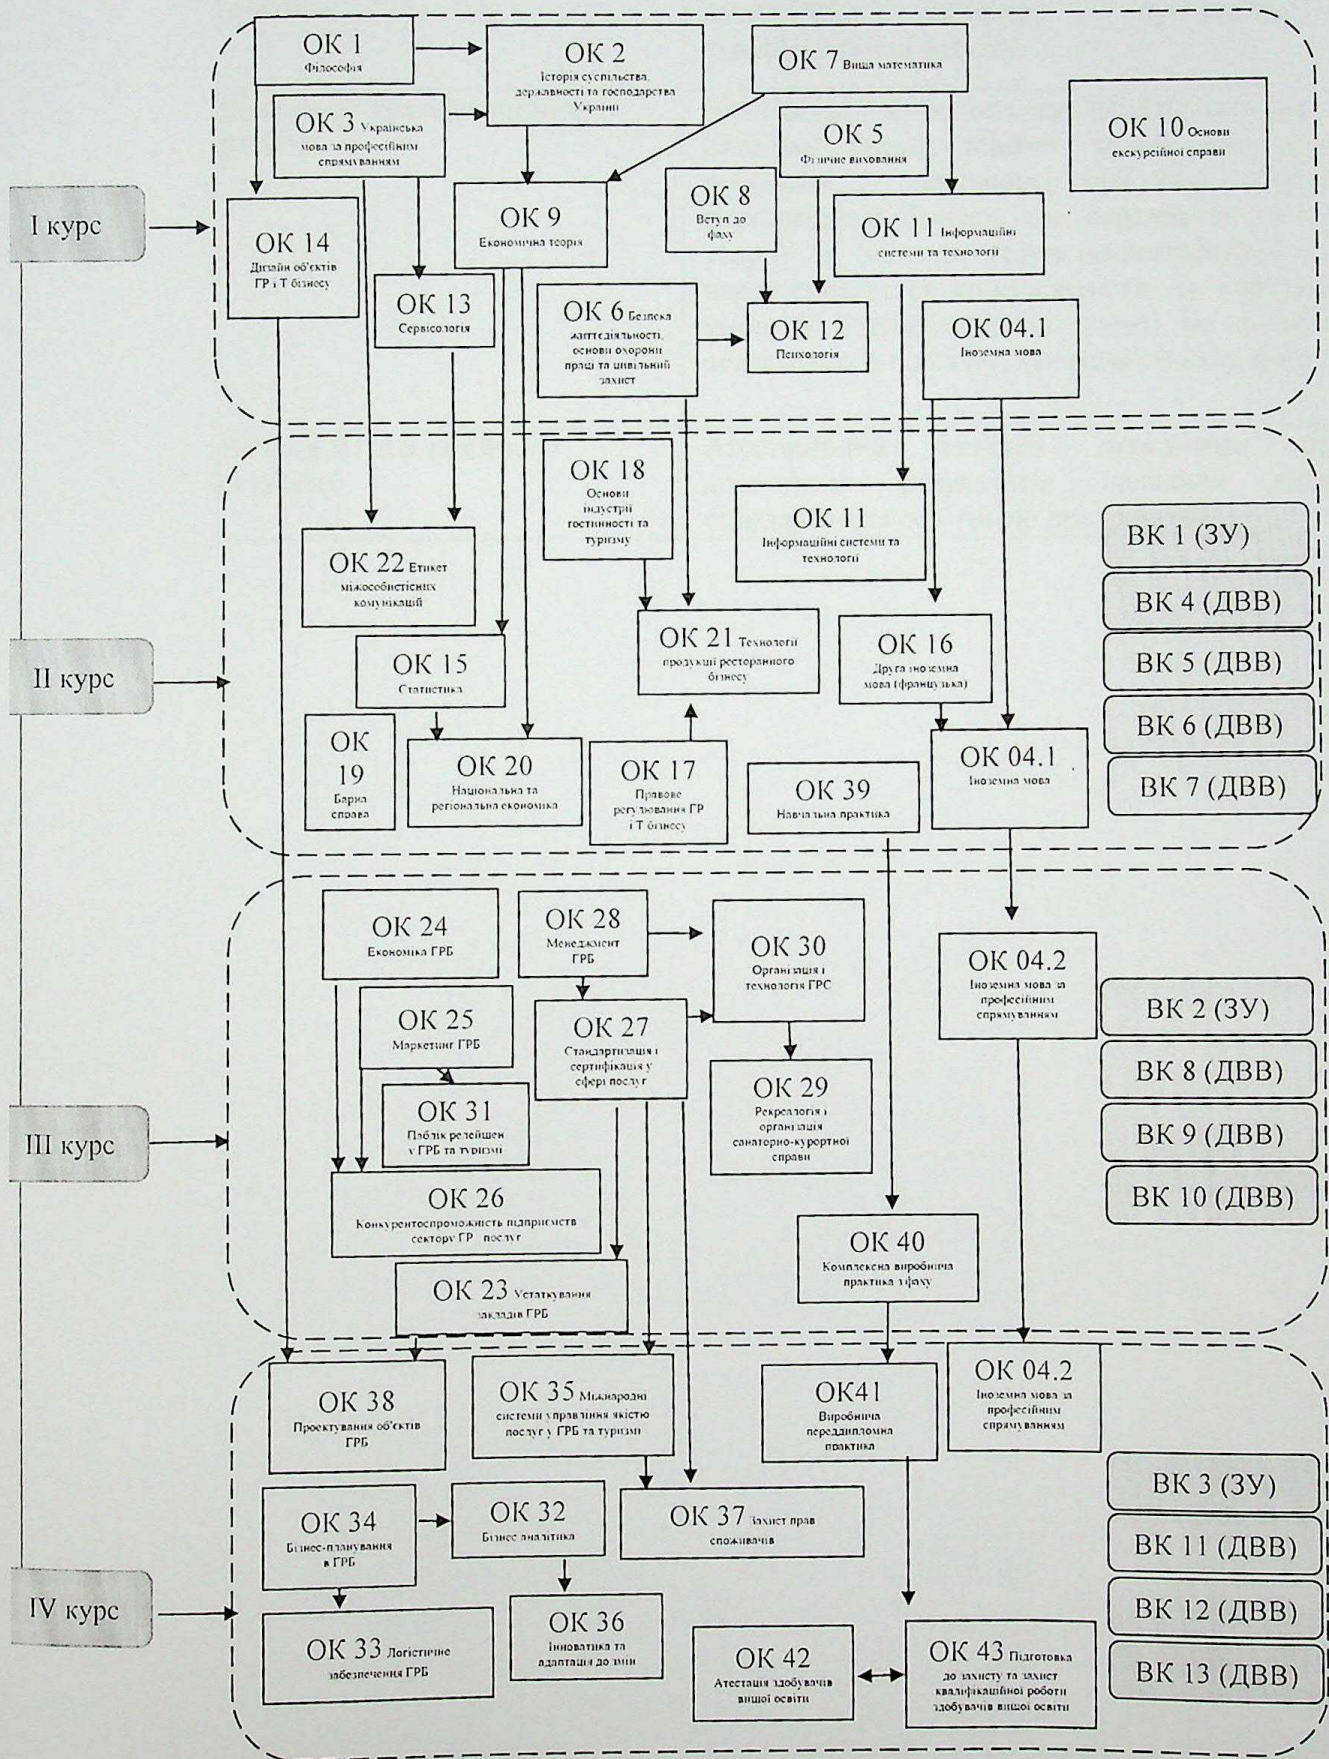 ОК 1
Філософія
ОК 2
Історія суспільства,
державності та господарства
України
ОК 7 Вища математика
ОК 3 Українська
мова за професійним
спрямуванням
ОК 5
Фізичне виховання
ОК 10 Основи
екскурсійної справи
I курс
ОК 14
Дизайн об'єктів
ГР і Т бізнесу
ОК 9
Економічна теорія
ОК 8
Вступ до
фаху
ОК 11 Інформаційні
системи та технології
ОК 13
Сервісологія
ОК 6 Безпека
життєдіяльності,
основи охорони
праці та цивільний
захист
ОК 12
Психологія
ОК 04.1
Іноземна мова
ОК 18
Основи
індустрії
гостинності та
туризму
ОК 11
Інформаційні системи та
технології
ВК 1 (ЗУ)
ОК 22 Етикет
міжособистісних
комунікацій
ВК 4 (ДВВ)
II курс
ОК 15
Статистика
ОК 21 Технології
продукції ресторанного
бізнесу
ОК 16
Друга іноземна
мова (французька)
ВК 5 (ДВВ)
ВК 6 (ДВВ)
ОК
19
Барна
справа
ОК 20
Національна та
регіональна економіка
ОК 17
Правове
регулювання ГР
і Т бізнесу
ОК 39
Навчальна практика
ОК 04.1
Іноземна мова
ВК 7 (ДВВ)
ОК 24
Економіка ГРБ
ОК 28
Менеджмент
ГРБ
ОК 30
Організація і
технологія ГРС
ОК 04.2
Іноземна мова за
професійним
спрямуванням
ВК 2 (ЗУ)
ОК 25
Маркетинг ГРБ
ОК 27
Стандартизація і
сертифікація у
сфері послуг
ВК 8 (ДВВ)
III курс
ОК 31
Паблік релейшен
у ГРБ та туризмі
ОК 29
Рекреалогія і
організація
санаторно-курортної
справи
ВК 9 (ДВВ)
ВК 10 (ДВВ)
ОК 26
Конкурентоспроможність підприємств
сектору ГР послуг
ОК 40
Комплексна виробнича
практика з фаху
ОК 23 Устаткування
закладів ГРБ
ОК 38
Проектування об'єктів
ГРБ
ОК 35 Міжнародні
системи управління якістю
послуг у ГРБ та туризмі
ОК41
Виробнича
переддипломна
практика
ОК 04.2
Іноземна мова за
професійним
спрямуванням
ВК 3 (ЗУ)
ОК 34
Бізнес-планування
в ГРБ
ОК 32
Бізнес аналітика
ОК 37 Захист прав
споживачів
ВК 11 (ДВВ)
IV курс
ОК 33 Логістичне
забезпечення ГРБ
ОК 36
Інноватика та
адаптація до змін
ОК 42
Атестація здобувачів
вищої освіти
ОК 43 Підготовка
до захисту та захист
кваліфікаційної роботи
здобувачів вищої освіти
ВК 12 (ДВВ)
ВК 13 (ДВВ)